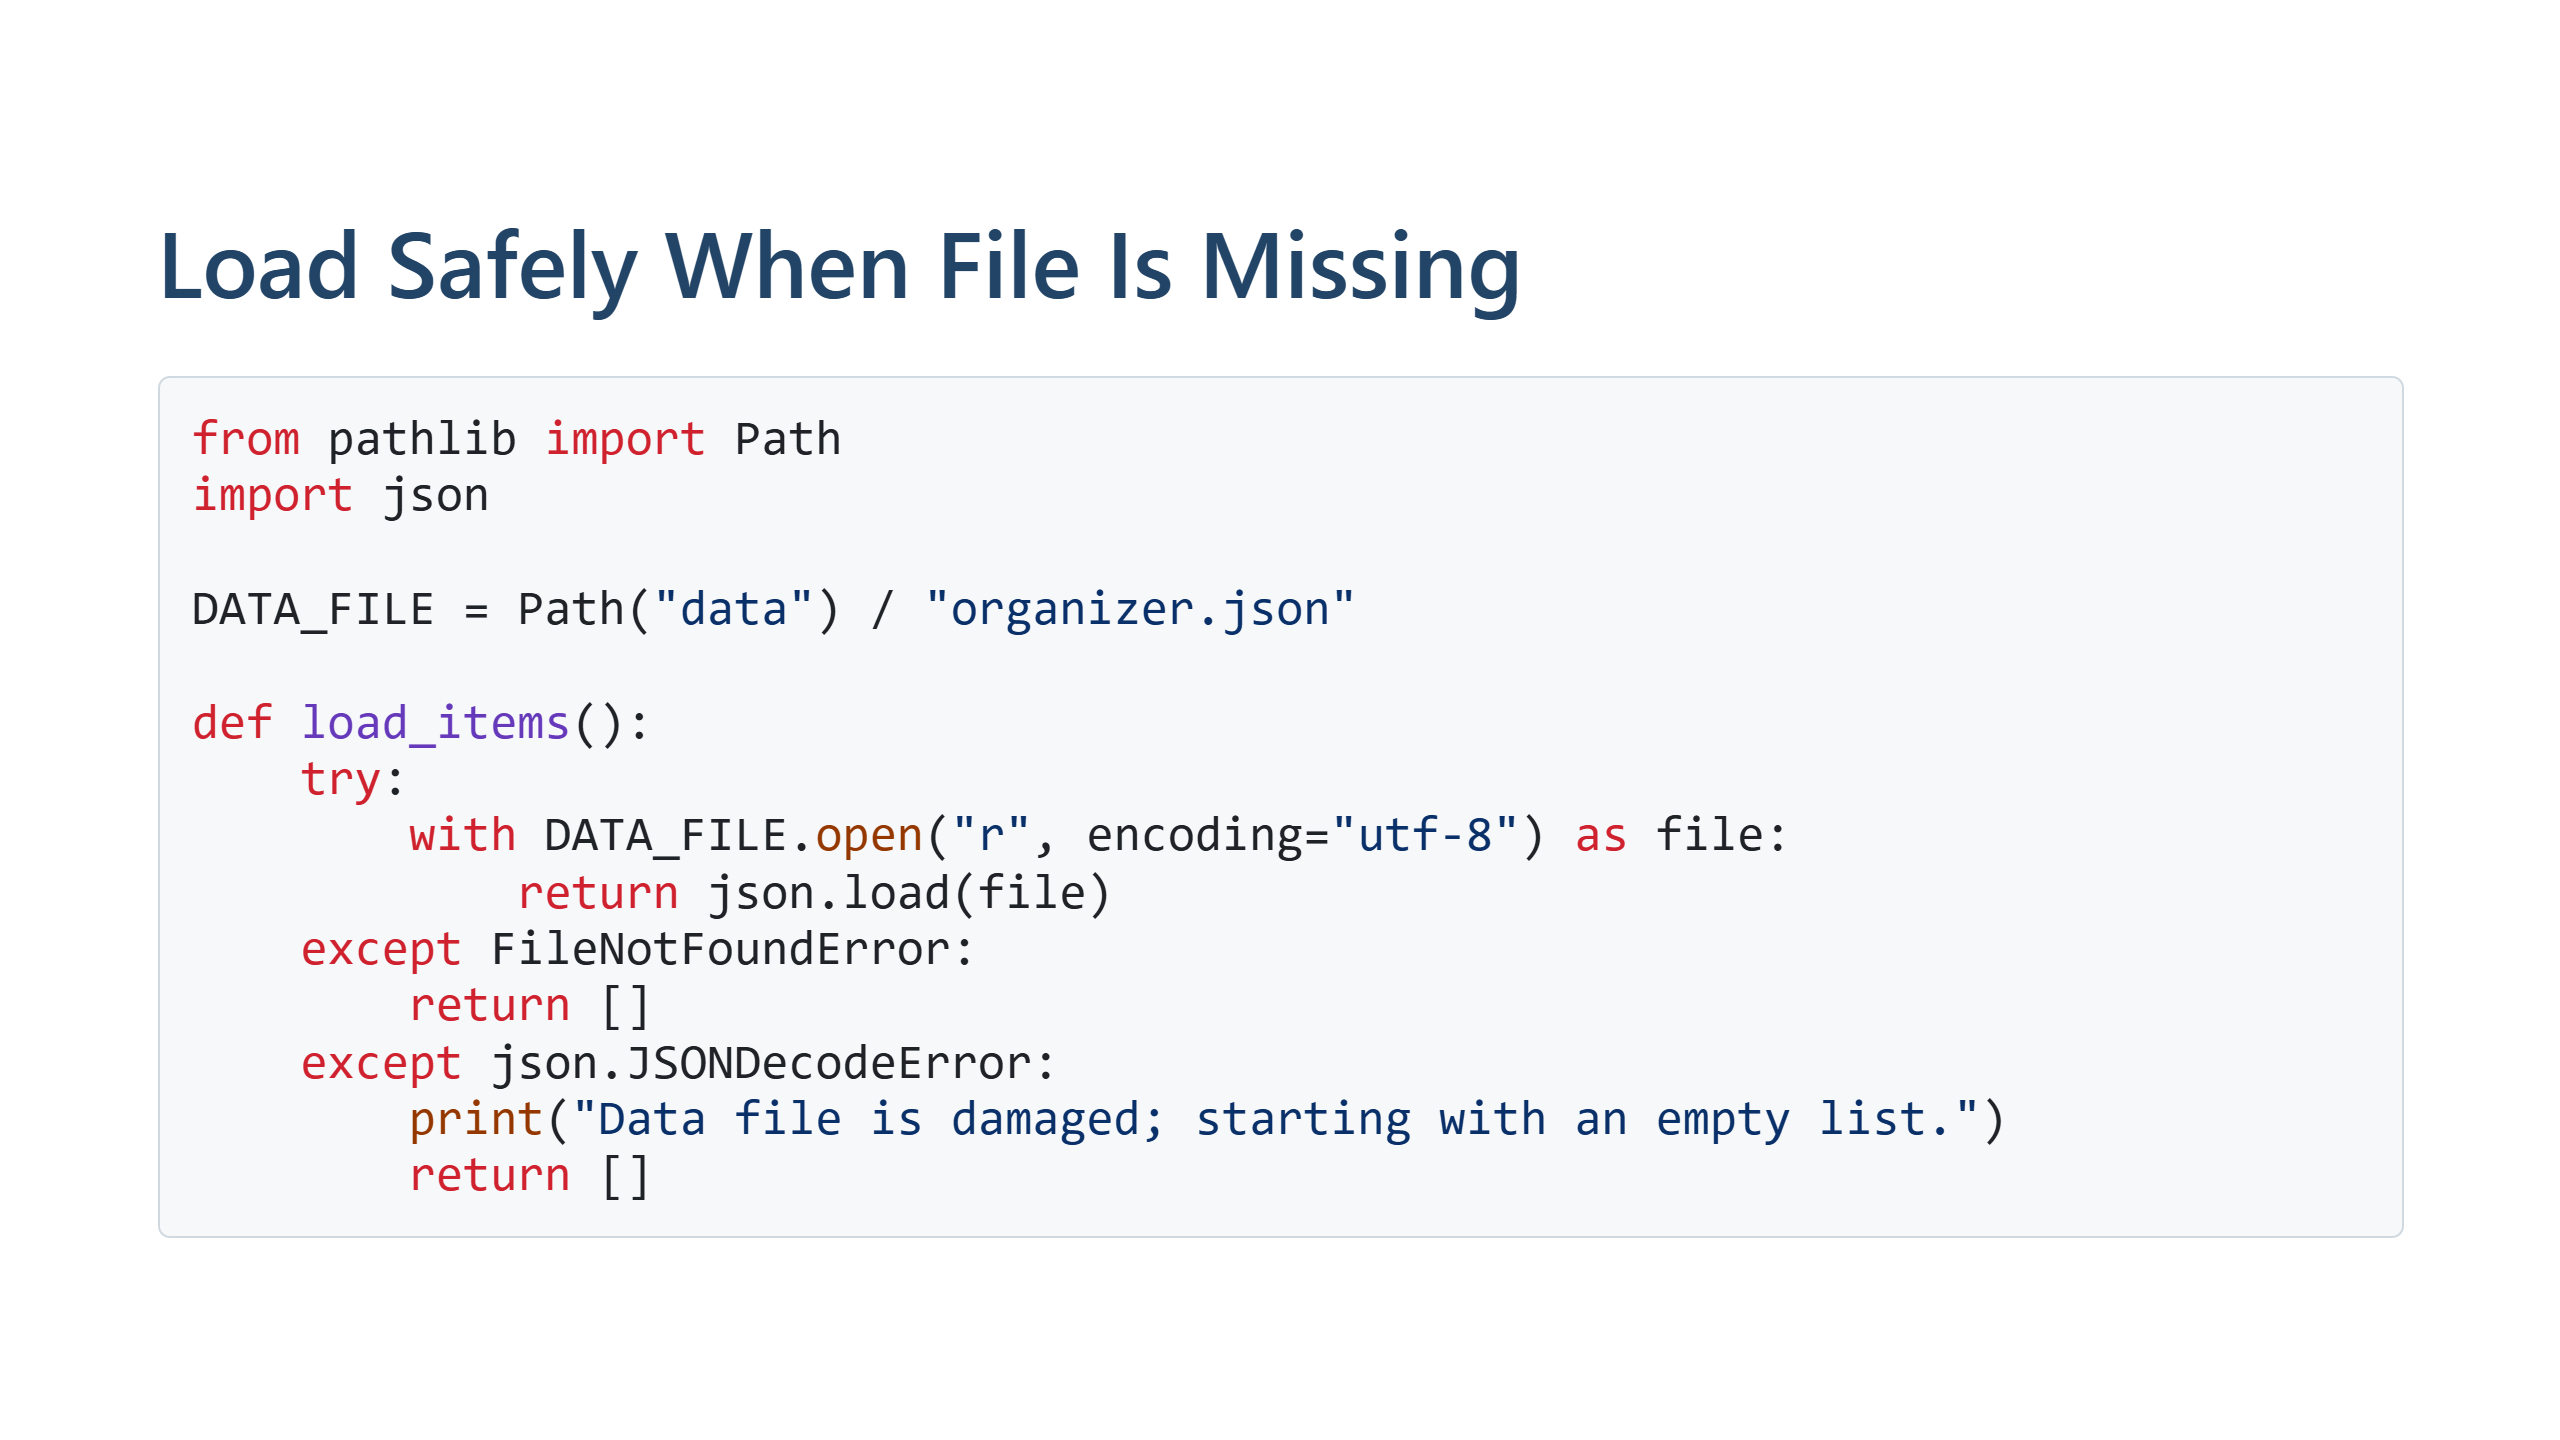 Load Safely When File Is Missing
from pathlib import Path
import json

DATA_FILE = Path("data") / "organizer.json"

def load_items():
    try:
        with DATA_FILE.open("r", encoding="utf-8") as file:
            return json.load(file)
    except FileNotFoundError:
        return []
    except json.JSONDecodeError:
        print("Data file is damaged; starting with an empty list.")
        return []